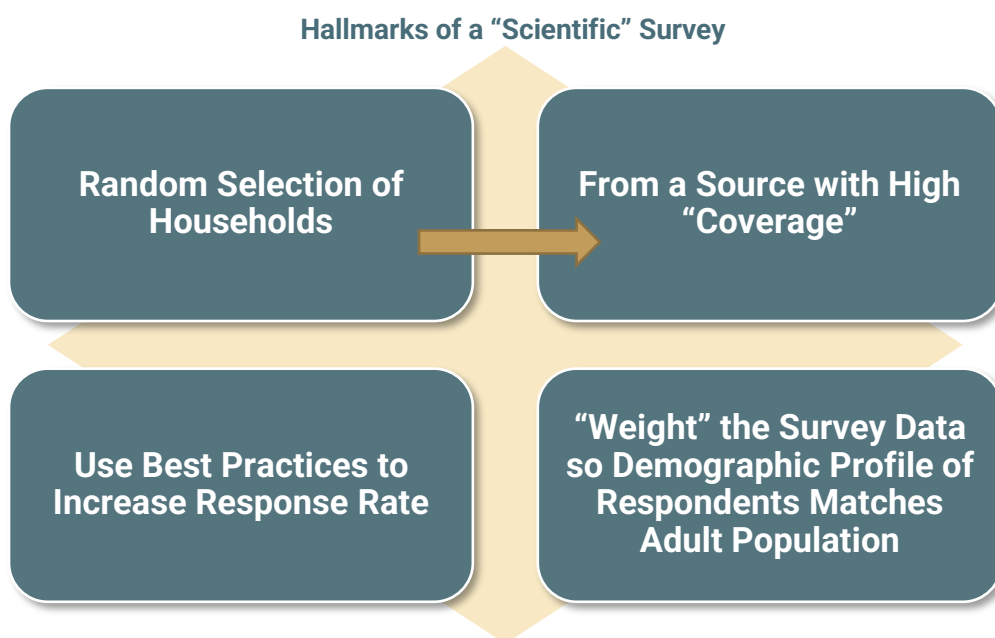 Hallmarks of a “Scientific” Survey
Random Selection of
Households
From a Source with High
“Coverage”
Use Best Practices to
Increase Response Rate
“Weight” the Survey Data
so Demographic Profile of
Respondents Matches
Adult Population